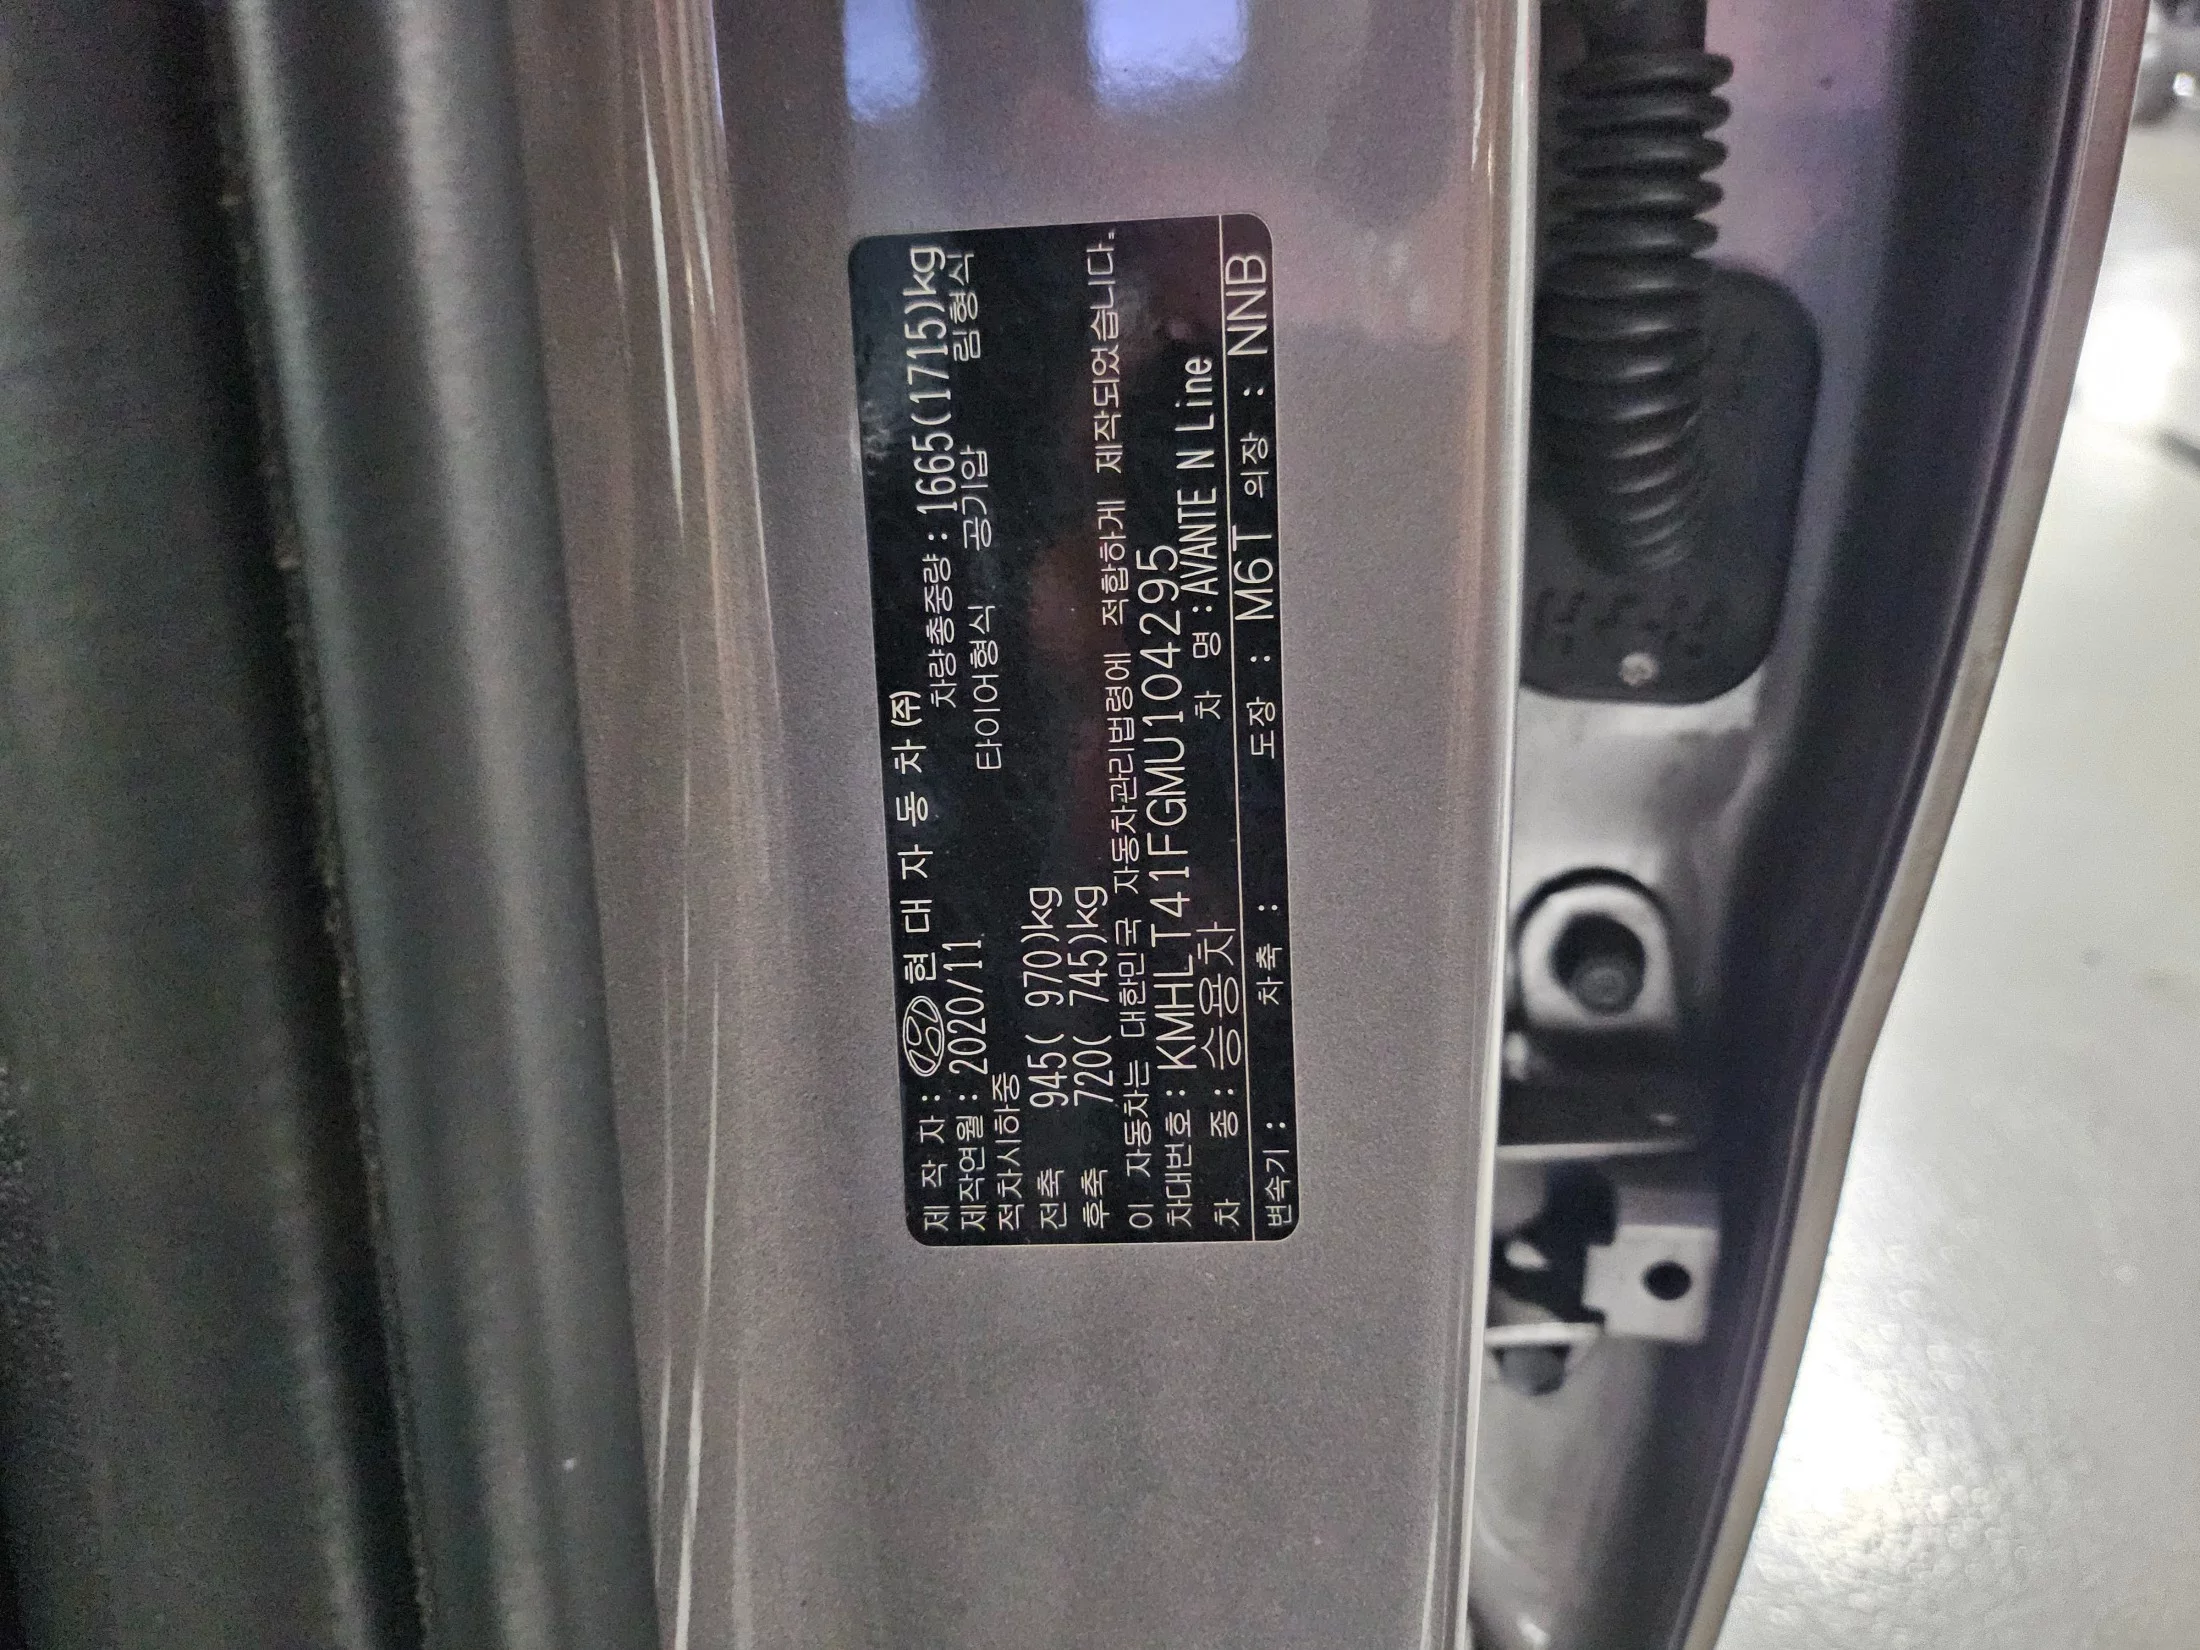 제 작 자 : 현 대 자 동 차 (주)
제작연월 : 2020/11 차량총중량 : 1665(1715)kg
적차시하중 타이어형식 공기압 림형식
전축 945( 970)kg
후축 720( 745)kg
이 자동차는 대한민국 자동차관리법령에 적합하게 제작되었습니다.
차대번호 : KMHLT41FGMU104295
차 종 : 승용차 차 명 : AVANTE N Line
변속기 : 차축 : 도장 : M6T 의장 : NNB